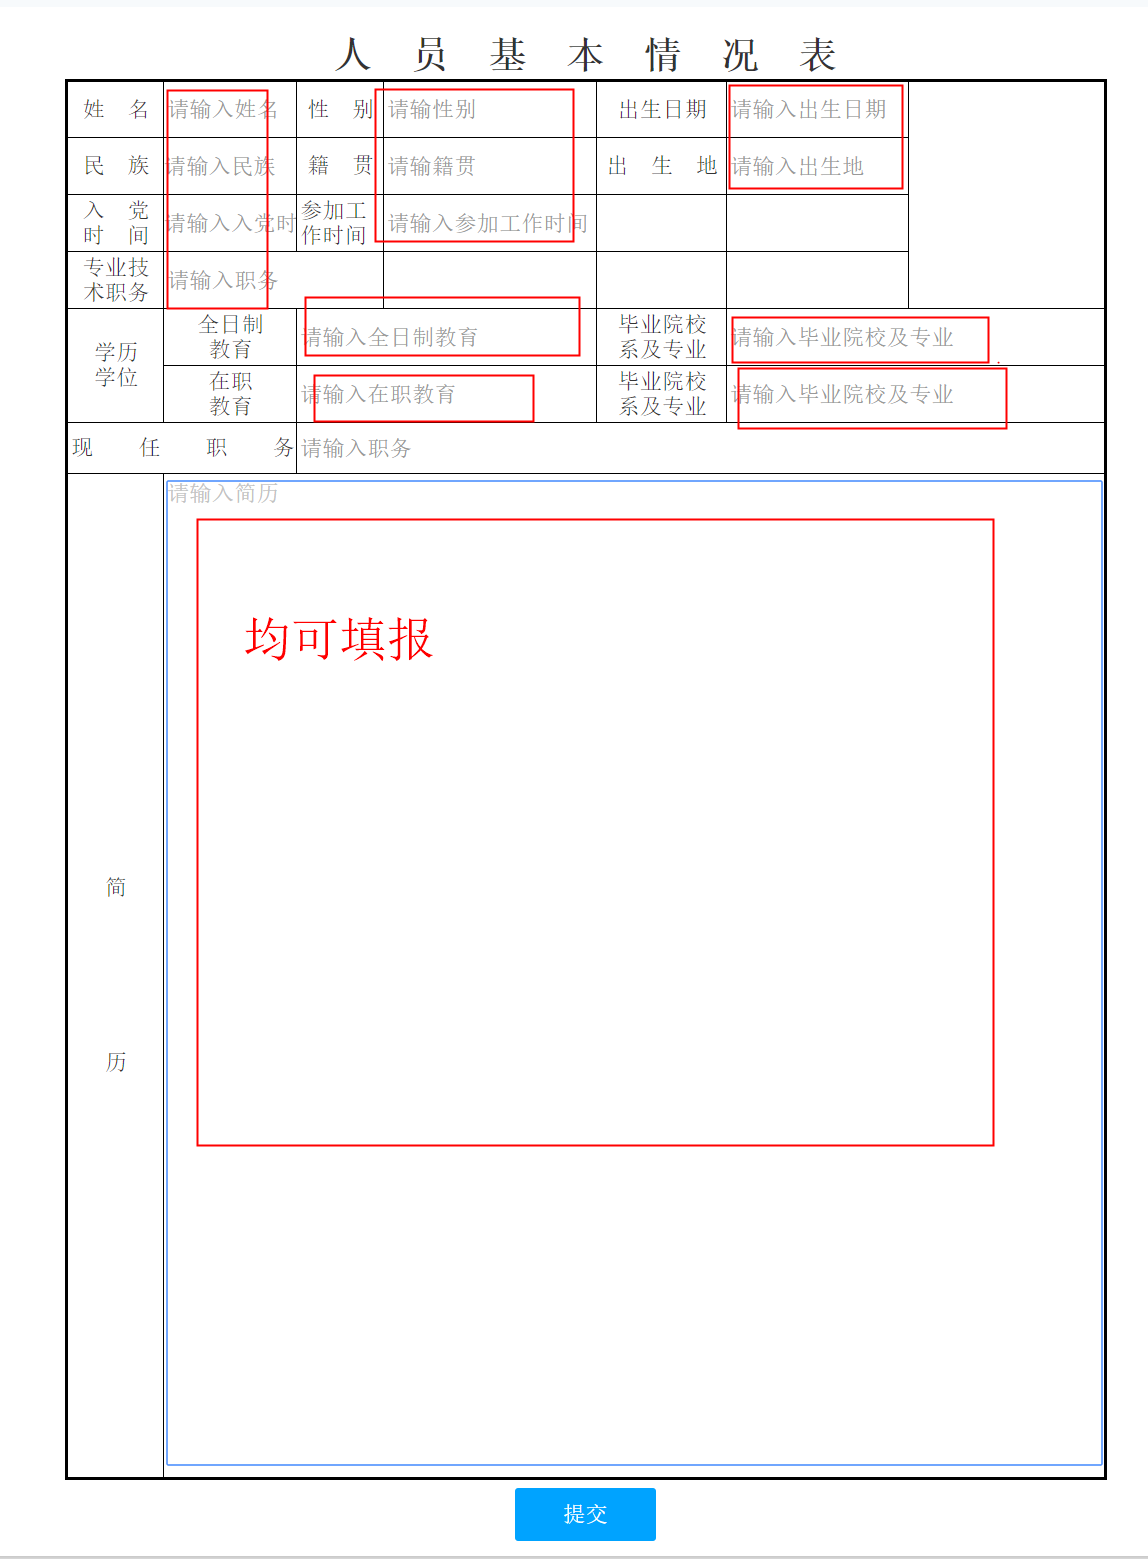 人 员 基 本 情 况 表
姓 名 请输入姓名 性 别 请输性别 出生日期 请输入出生日期
民 族 请输入民族 籍 贯 请输籍贯 出 生 地 请输入出生地
入 党 时 间 请输入入党时 参加工作时间 请输入参加工作时间
专业技术职务 请输入职务
学历学位 全日制教育 请输入全日制教育 毕业院校系及专业 请输入毕业院校及专业
在职教育 请输入在职教育 毕业院校系及专业 请输入毕业院校及专业
现 任 职 务 请输入职务
请输入简历
均可填报
简
历
提交